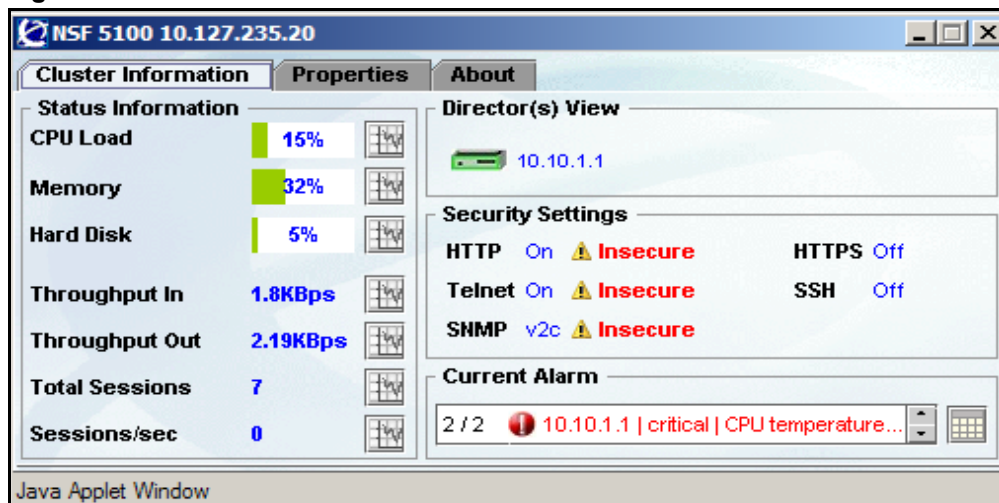 NSF 5100 10.127.235.20
Cluster Information Properties About
Status Information
CPU Load 15%
Memory 32%
Hard Disk 5%
Throughput In 1.8KBps
Throughput Out 2.19KBps
Total Sessions 7
Sessions/sec 0
Director(s) View
10.10.1.1
Security Settings
HTTP On Insecure HTTPS Off
Telnet On Insecure SSH Off
SNMP v2c Insecure
Current Alarm
2 / 2 10.10.1.1 | critical | CPU temperature...
Java Applet Window